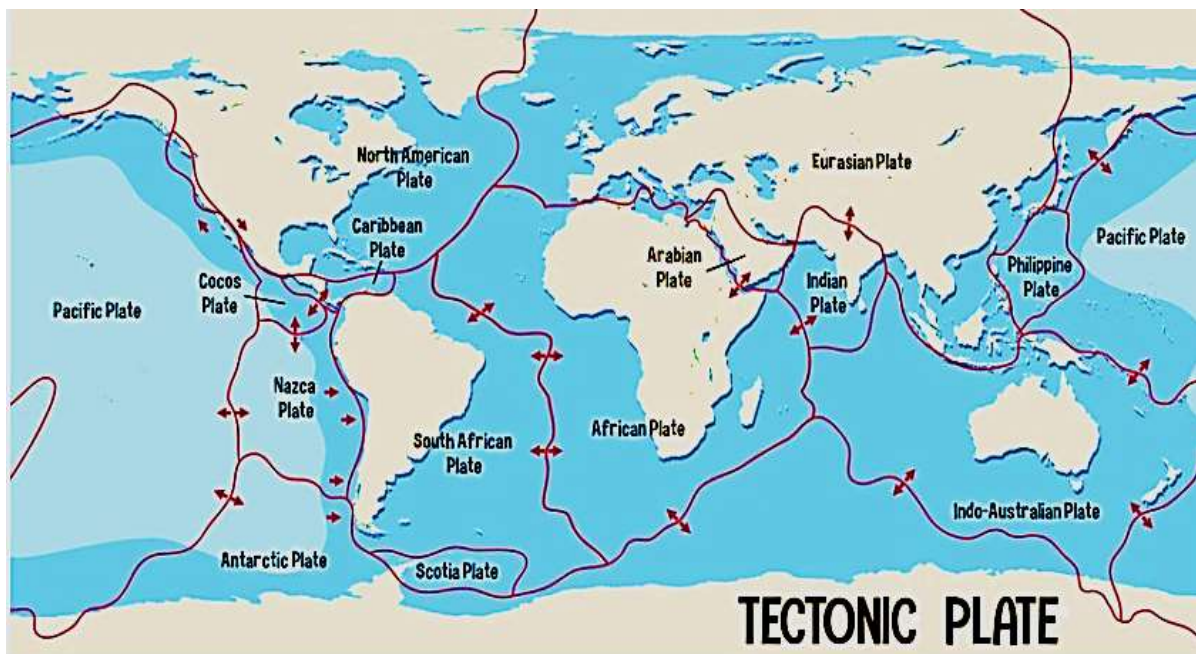 North American
Plate
Eurasian Plate
Caribbean
Plate
Arabian
Plate
Pacific Plate
Cocos
Plate
Indian
Plate
Philippine
Plate
Pacific Plate
Nazca
Plate
South African
Plate
African Plate
Indo-Australian Plate
Antarctic Plate
Scotia Plate
TECTONIC PLATE